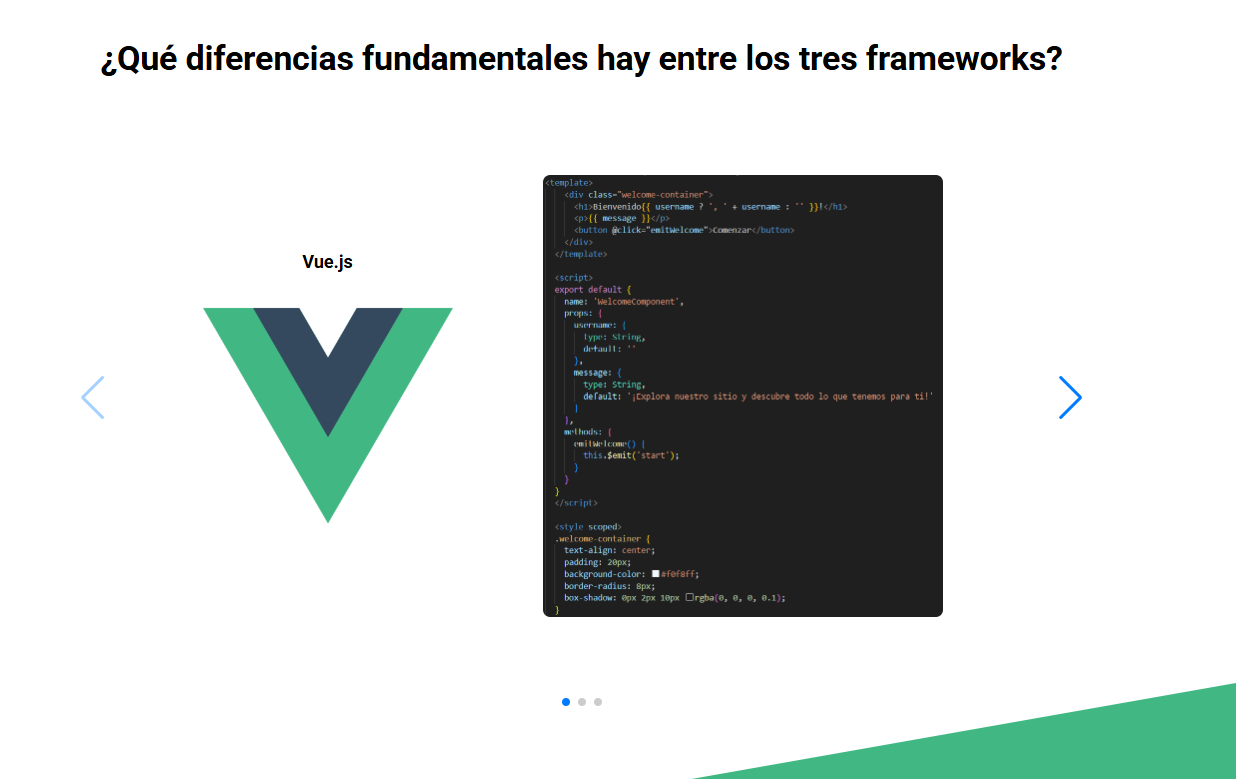 ¿Qué diferencias fundamentales hay entre los tres frameworks?
Vue.js
<template>
<div class="welcome-container">
<h1>Bienvenido{{ username ? ', ' + username : '' }}!</h1>
<p>{{ message }}</p>
<button @click="emitWelcome">Comenzar</button>
</div>
</template>
<script>
export default {
name: 'WelcomeComponent',
props: {
username: {
type: String,
default: ''
},
message: {
type: String,
default: '¡Explora nuestro sitio y descubre todo lo que tenemos para ti!'
}
},
methods: {
emitWelcome() {
this.$emit('start');
}
}
}
</script>
<style scoped>
.welcome-container {
text-align: center;
padding: 20px;
background-color: #f0f8ff;
border-radius: 8px;
box-shadow: 0px 2px 10px rgba(0, 0, 0, 0.1);
}